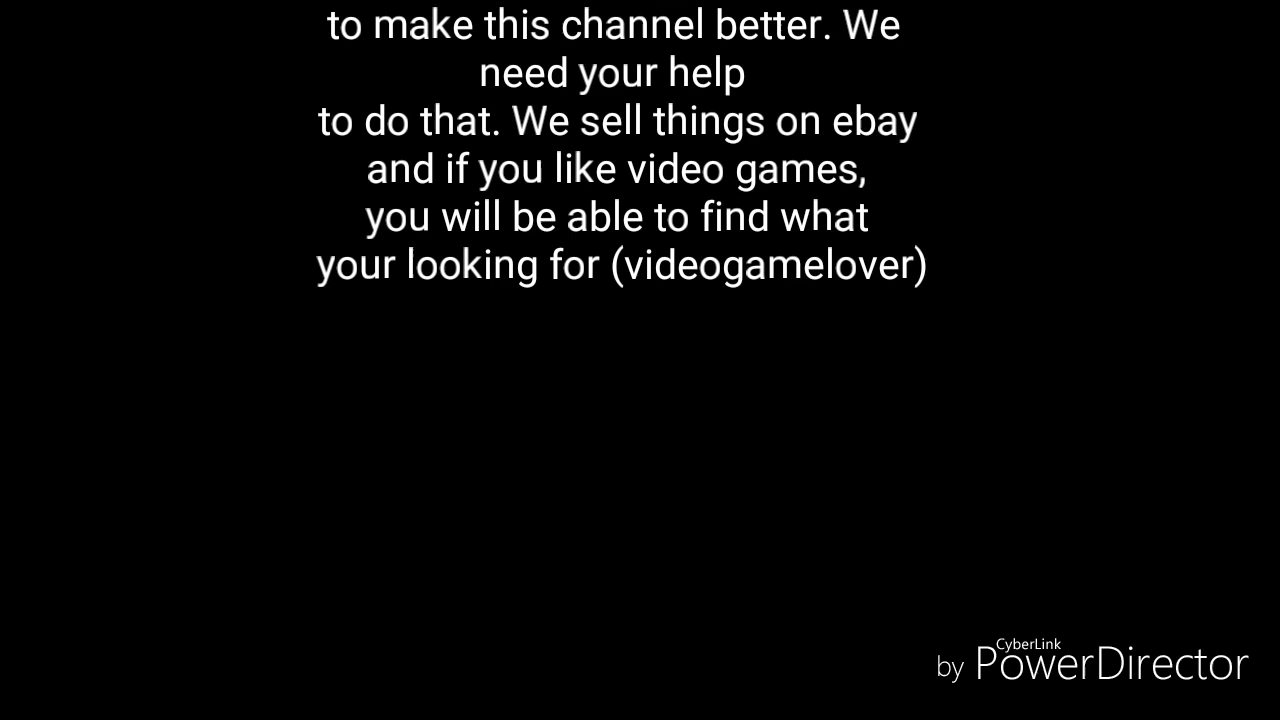 to make this channel better. We
need your help
to do that. We sell things on ebay
and if you like video games,
you will be able to find what
your looking for (videogamelover)
CyberLink
by PowerDirector